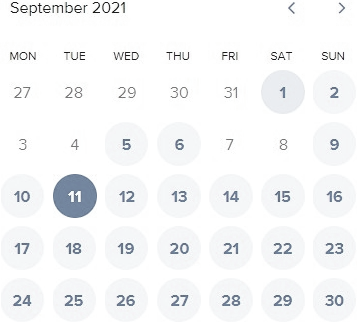 September 2021
MON TUE WED THU FRI SAT SUN
27 28 29 30 31 1 2
3 4 5 6 7 8 9
10 11 12 13 14 15 16
17 18 19 20 21 22 23
24 25 26 27 28 29 30